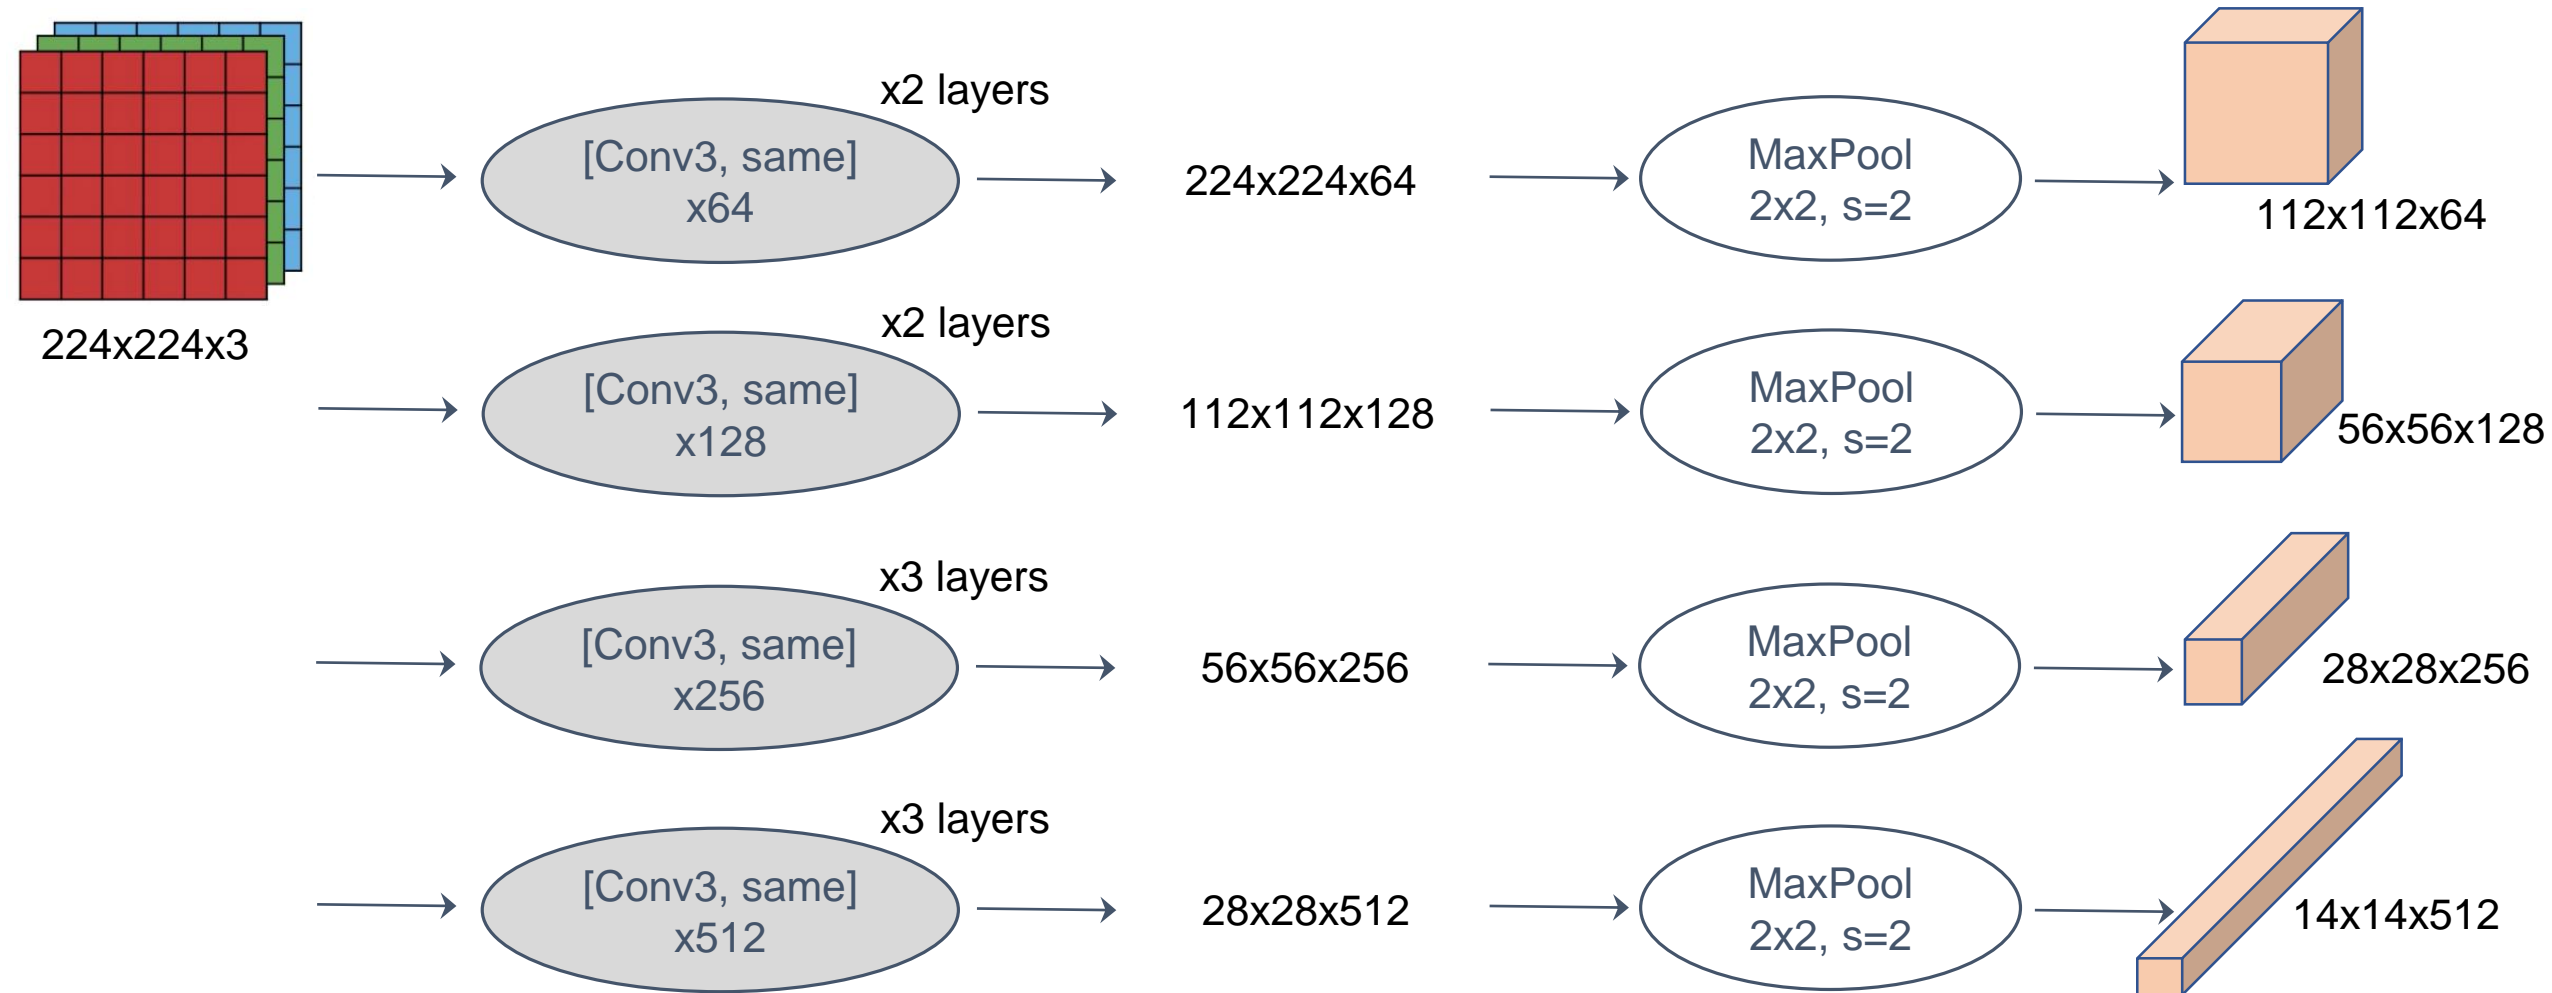 224x224x3
x2 layers
[Conv3, same]
x64
224x224x64
MaxPool
2x2, s=2
112x112x64
x2 layers
[Conv3, same]
x128
112x112x128
MaxPool
2x2, s=2
56x56x128
x3 layers
[Conv3, same]
x256
56x56x256
MaxPool
2x2, s=2
28x28x256
x3 layers
[Conv3, same]
x512
28x28x512
MaxPool
2x2, s=2
14x14x512